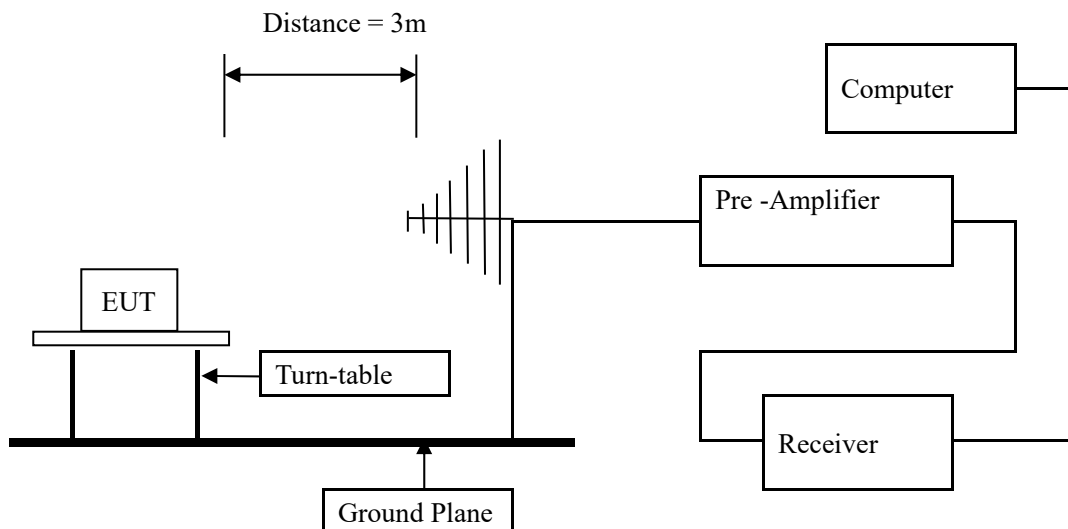 Distance = 3m
Computer
Pre -Amplifier
EUT
Turn-table
Receiver
Ground Plane